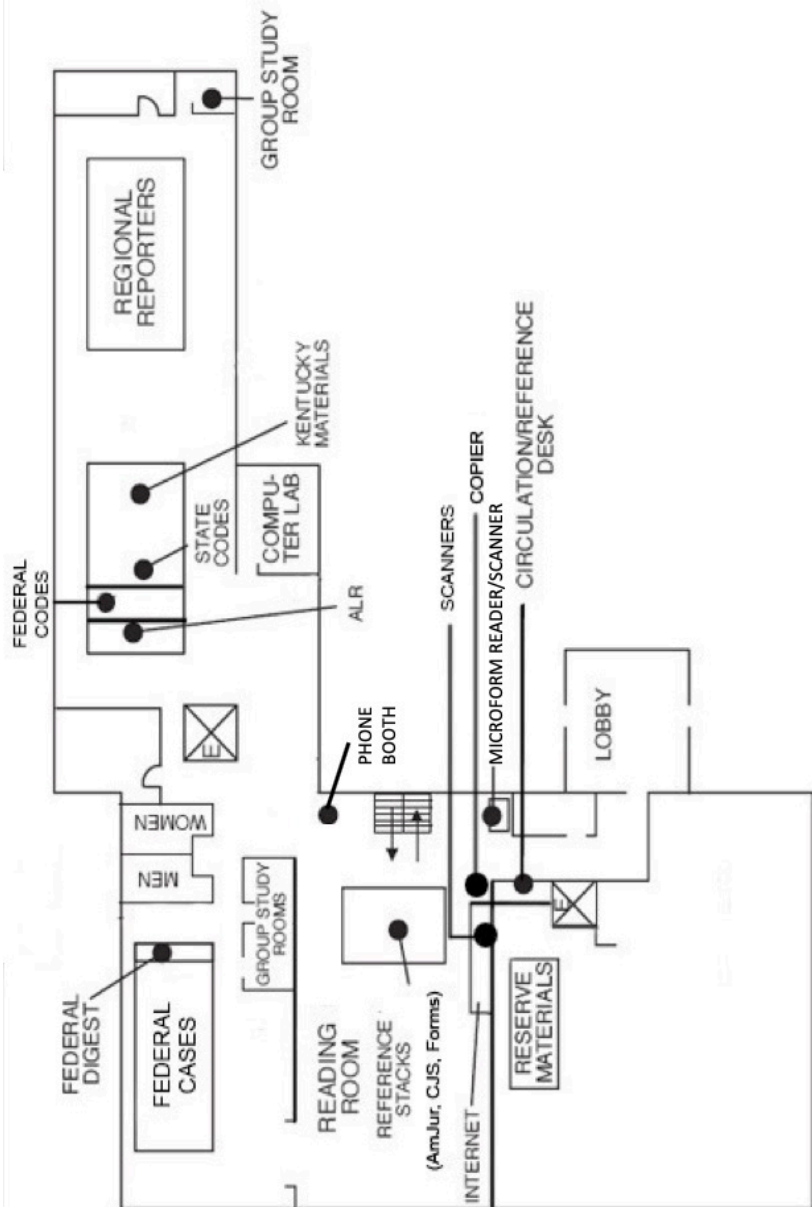 FEDERAL
DIGEST
FEDERAL
CASES
MEN
WOMEN
GROUP STUDY
ROOMS
READING
ROOM
REFERENCE
STACKS
(AmJur, CJS, Forms)
INTERNET
RESERVE
MATERIALS
E
PHONE
BOOTH
SCANNERS
COPIER
MICROFORM READER/SCANNER
CIRCULATION/REFERENCE
DESK
LOBBY
E
FEDERAL
CODES
ALR
STATE
CODES
KENTUCKY
MATERIALS
COMPU-
TER LAB
REGIONAL
REPORTERS
GROUP STUDY
ROOM